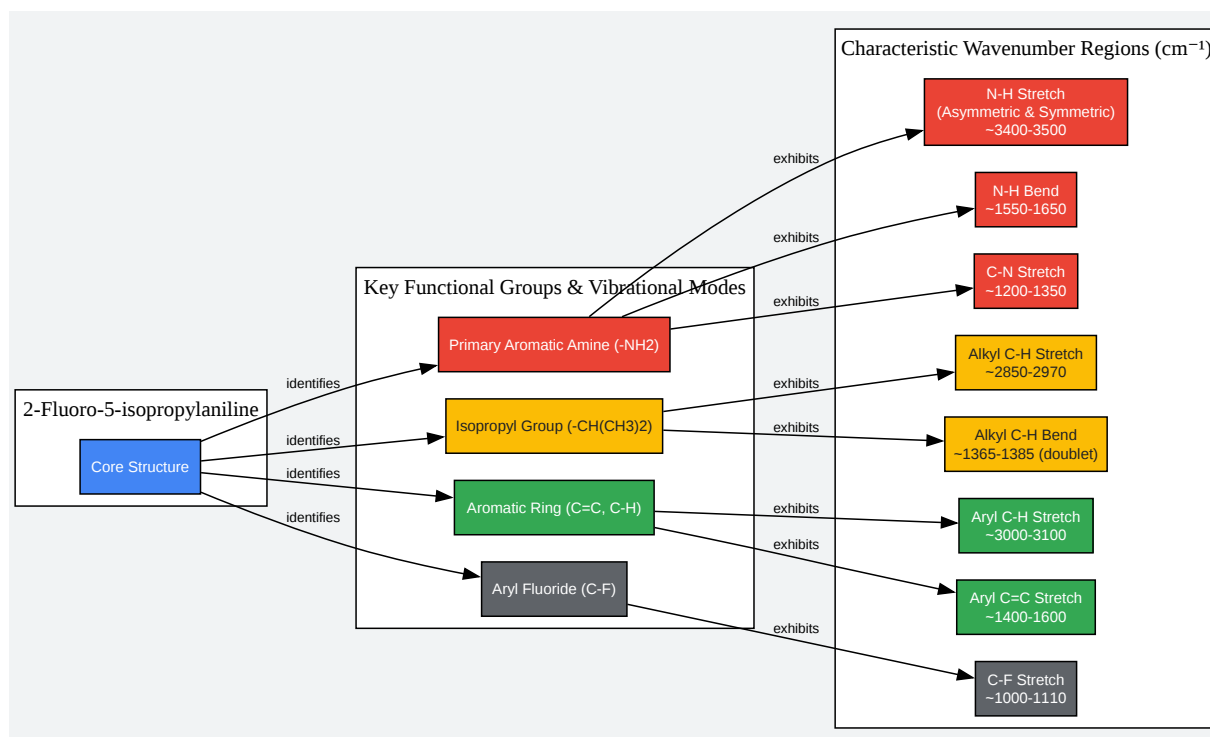 2-Fluoro-5-isopropylaniline
Core Structure
identifies
identifies
identifies
identifies
Key Functional Groups & Vibrational Modes
Primary Aromatic Amine (-NH2)
Isopropyl Group (-CH(CH3)2)
Aromatic Ring (C=C, C-H)
Aryl Fluoride (C-F)
exhibits
exhibits
exhibits
exhibits
exhibits
exhibits
exhibits
exhibits
Characteristic Wavenumber Regions (cm⁻¹)
N-H Stretch
(Asymmetric & Symmetric)
~3400-3500
N-H Bend
~1550-1650
C-N Stretch
~1200-1350
Alkyl C-H Stretch
~2850-2970
Alkyl C-H Bend
~1365-1385 (doublet)
Aryl C-H Stretch
~3000-3100
Aryl C=C Stretch
~1400-1600
C-F Stretch
~1000-1110